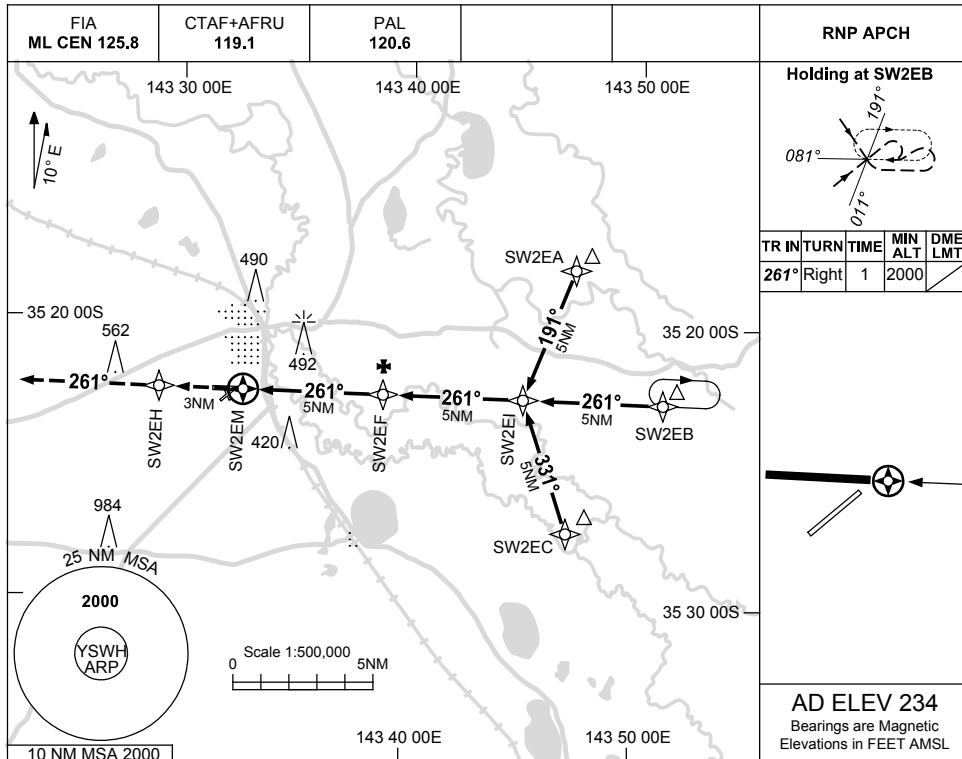 FIA
ML CEN 125.8
CTAF+AFRU
119.1
PAL
120.6
RNP APCH
143 30 00E
143 40 00E
143 50 00E
Holding at SW2EB
191°
081°
011°
10° E
TR IN
TURN
TIME
MIN
ALT
DME
LMT
261°
Right
1
2000
SW2EA
490
35 20 00S
35 20 00S
562
492
191°
5NM
261°
3NM
261°
5NM
261°
5NM
261°
5NM
SW2EH
SW2EM
SW2EF
SW2EI
SW2EB
420
331°
5NM
SW2EC
984
25 NM MSA
2000
YSWH
ARP
35 30 00S
Scale 1:500,000
0
5NM
AD ELEV 234
Bearings are Magnetic
Elevations in FEET AMSL
143 40 00E
143 50 00E
10 NM MSA 2000